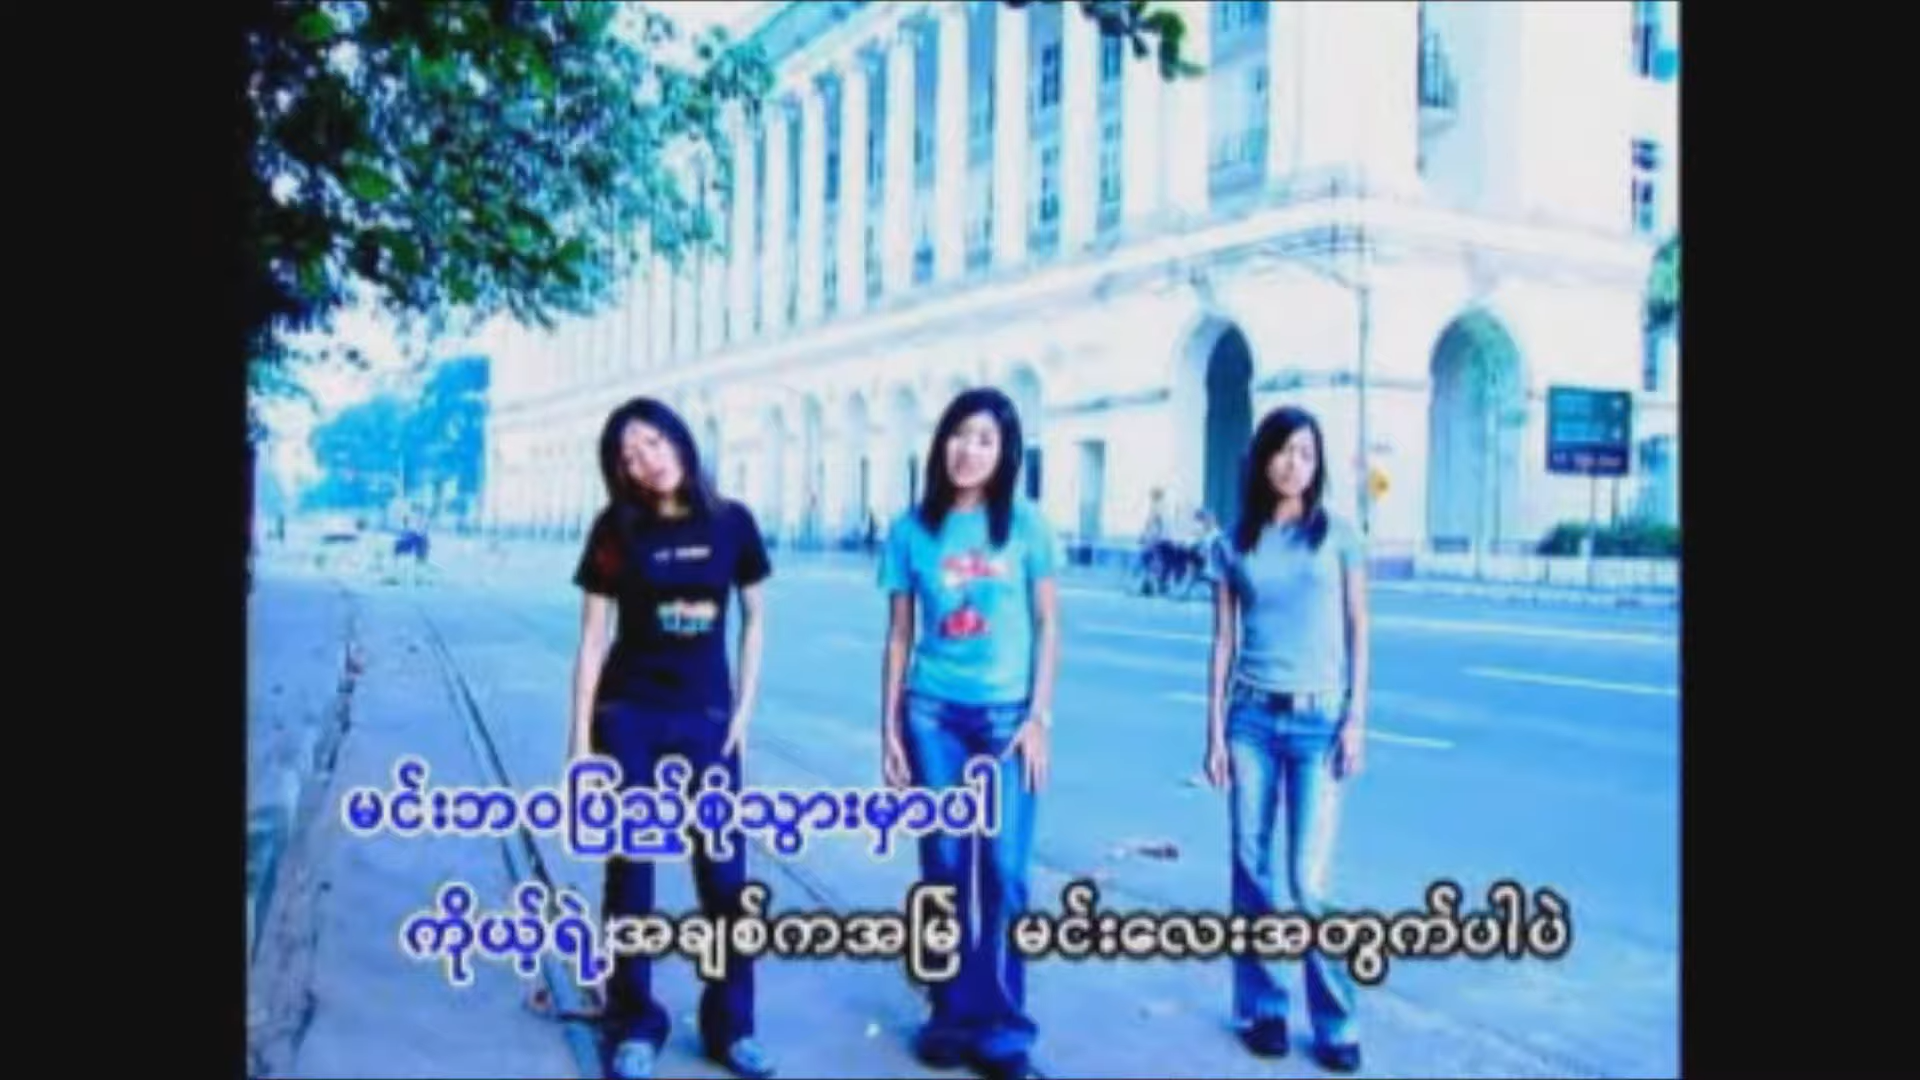 မင်းဘဝပြည့်စုံသွားမှာပါ
ကိုယ့်ရဲ့အချစ်ကအမြဲ မင်းလေးအတွက်ပါပဲ